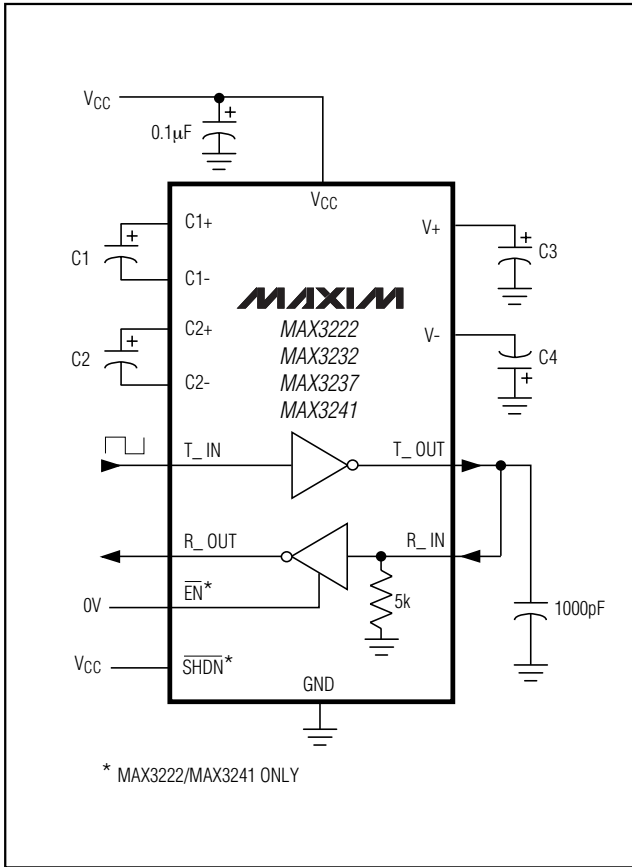 VCC
+
0.1µF
VCC
C1+
V+
+
C1
+
C3
C1-
MAXIM
C2+
MAX3222
V-
+
C2
MAX3232
C4
C2-
MAX3237
+
MAX3241
T_ IN
T_ OUT
R_ OUT
R_ IN
0V
EN*
5k
1000pF
VCC
SHDN*
GND
* MAX3222/MAX3241 ONLY